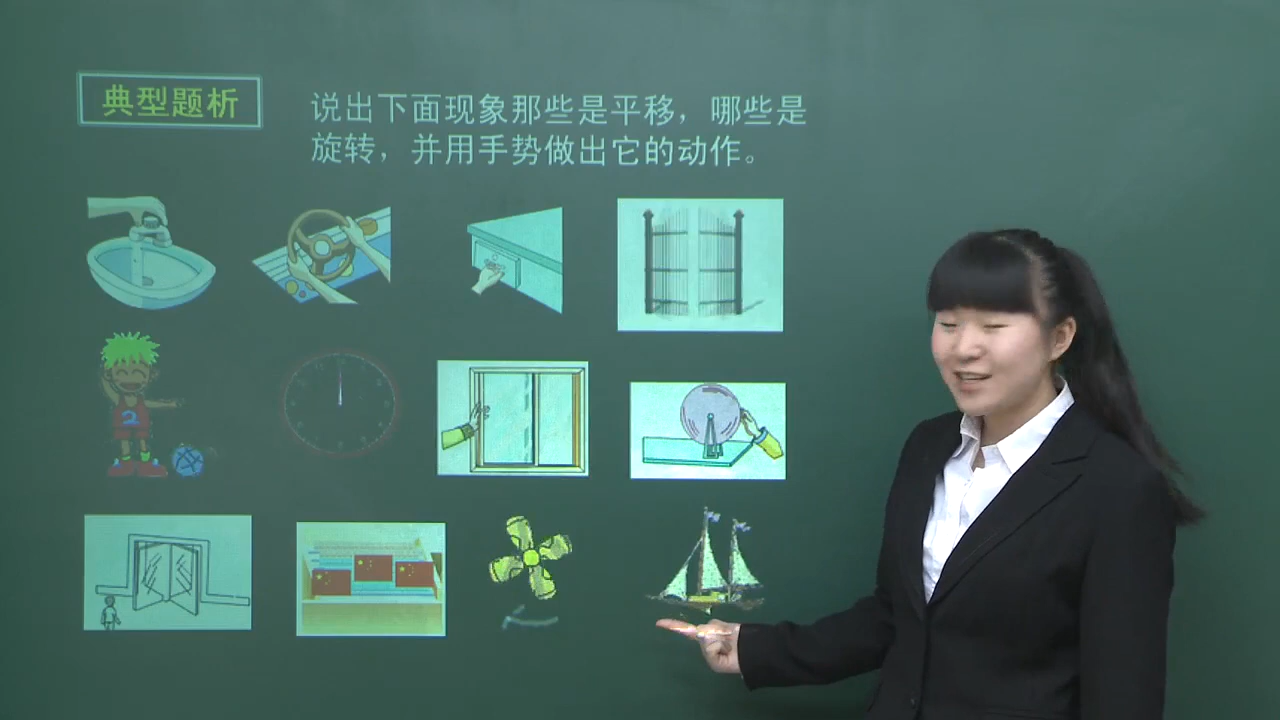 典型题析
说出下面现象那些是平移，哪些是
旋转，并用手势做出它的动作。
2